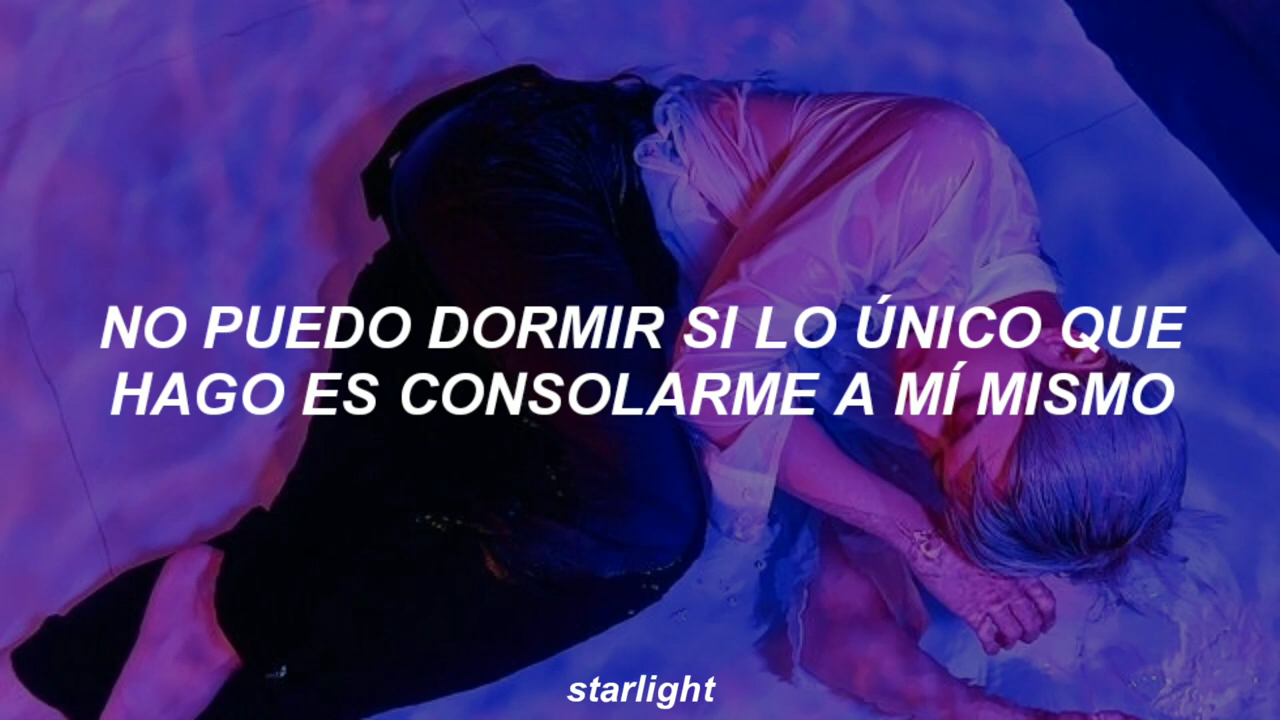 NO PUEDO DORMIR SI LO ÚNICO QUE
HAGO ES CONSOLARME A MÍ MISMO
starlight